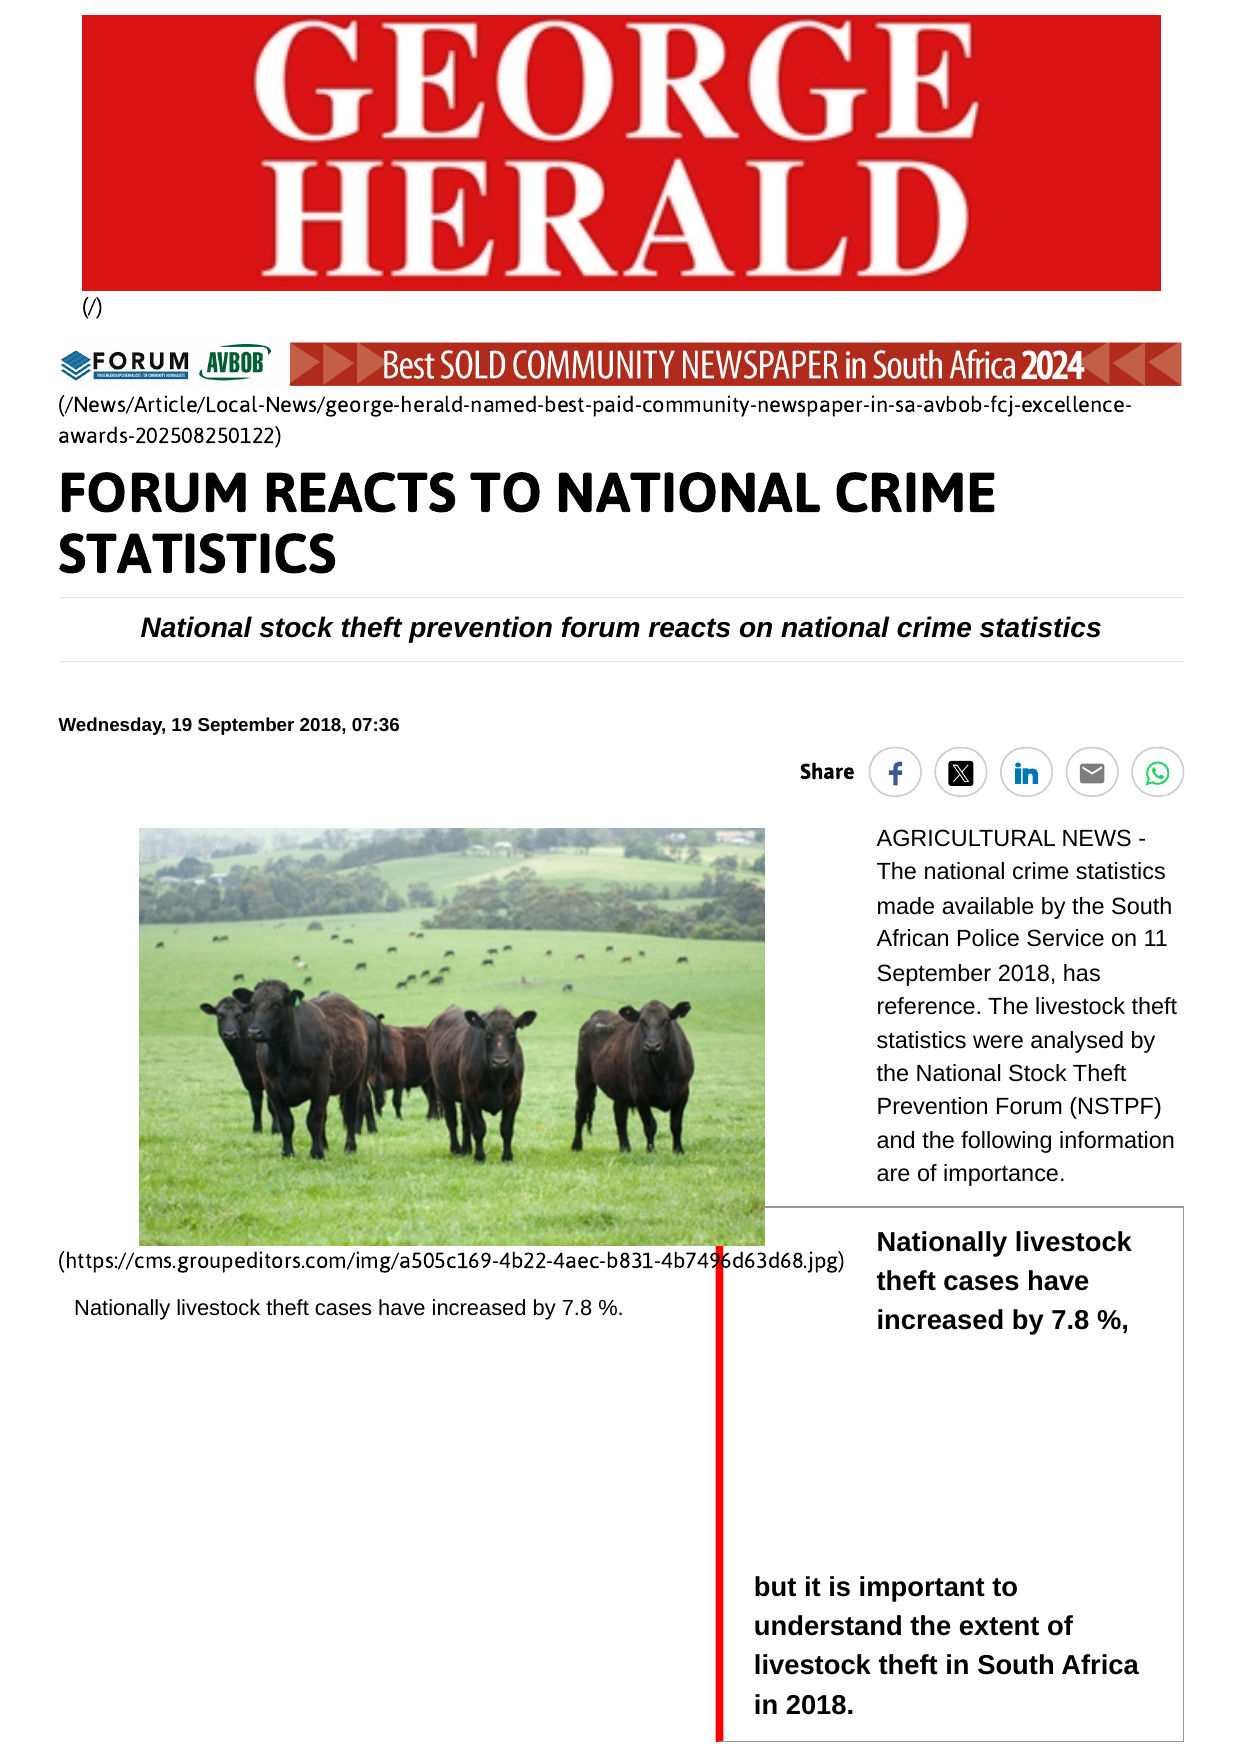 GEORGE
HERALD
(/)
FORUM AVBOB Best SOLD COMMUNITY NEWSPAPER in South Africa 2024
(/News/Article/Local-News/george-herald-named-best-paid-community-newspaper-in-sa-avbob-fcj-excellence-
awards-202508250122)
FORUM REACTS TO NATIONAL CRIME
STATISTICS
National stock theft prevention forum reacts on national crime statistics
Wednesday, 19 September 2018, 07:36
Share
AGRICULTURAL NEWS -
The national crime statistics
made available by the South
African Police Service on 11
September 2018, has
reference. The livestock theft
statistics were analysed by
the National Stock Theft
Prevention Forum (NSTPF)
and the following information
are of importance.
(https://cms.groupeditors.com/img/a505c169-4b22-4aec-b831-4b7496d63d68.jpg)
Nationally livestock theft cases have increased by 7.8 %.
Nationally livestock
theft cases have
increased by 7.8 %,
but it is important to
understand the extent of
livestock theft in South Africa
in 2018.